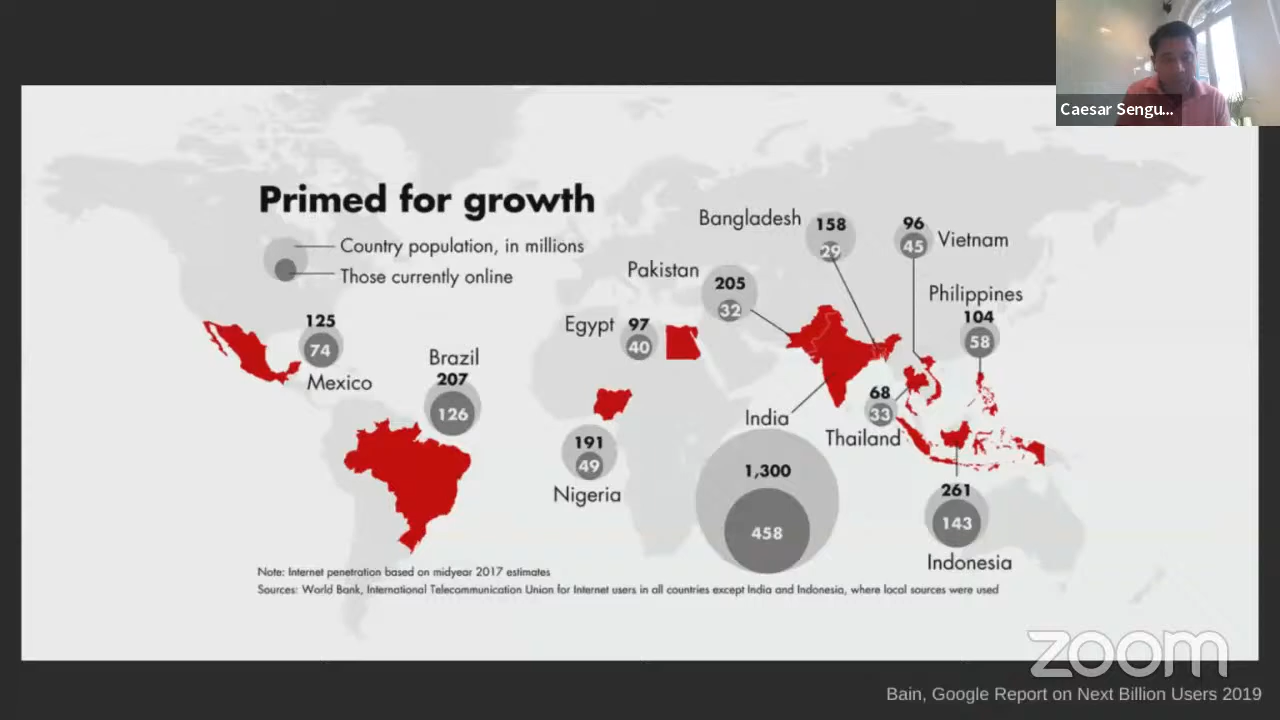 Caesar Sengu...
Primed for growth
Country population, in millions
Those currently online
125
74
Mexico
Brazil
207
126
Egypt
97
40
191
49
Nigeria
Pakistan
205
32
Bangladesh
158
29
96
45
Vietnam
Philippines
104
58
68
33
Thailand
India
1,300
458
261
143
Indonesia
Note: Internet penetration based on midyear 2017 estimates
Sources: World Bank, International Telecommunication Union for Internet users in all countries except India and Indonesia, where local sources were used
zoom
Bain, Google Report on Next Billion Users 2019